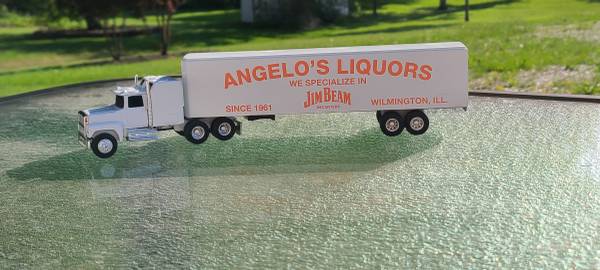 ANGELO'S LIQUORS
WE SPECIALIZE IN
JIM BEAM
SINCE 1961
WILMINGTON, ILL.